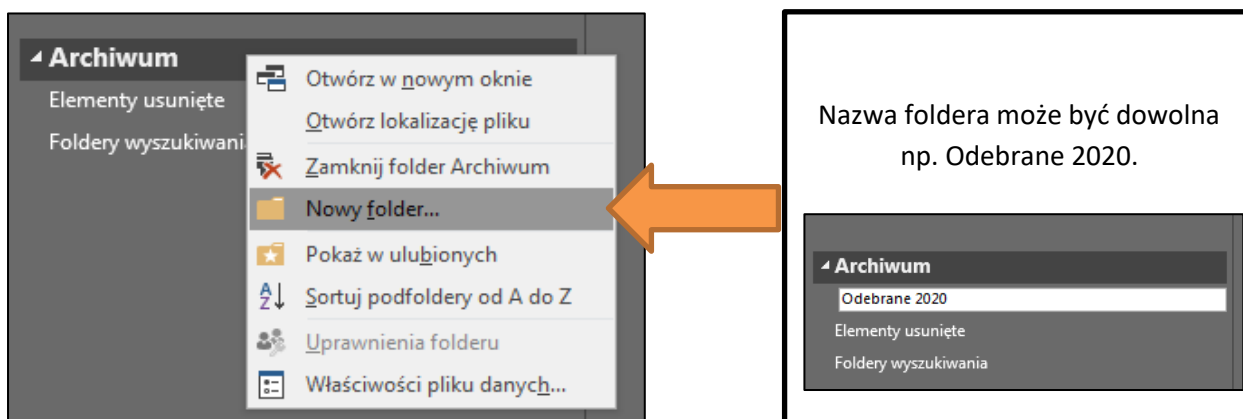 Archiwum
Elementy usunięte
Foldery wyszukiwani
Otwórz w nowym oknie
Otwórz lokalizację pliku
Zamknij folder Archiwum
Nowy folder...
Pokaż w ulubionych
Sortuj podfoldery od A do Z
Uprawnienia folderu
Właściwości pliku danych...
Nazwa foldera może być dowolna
np. Odebrane 2020.
Archiwum
Odebrane 2020
Elementy usunięte
Foldery wyszukiwania